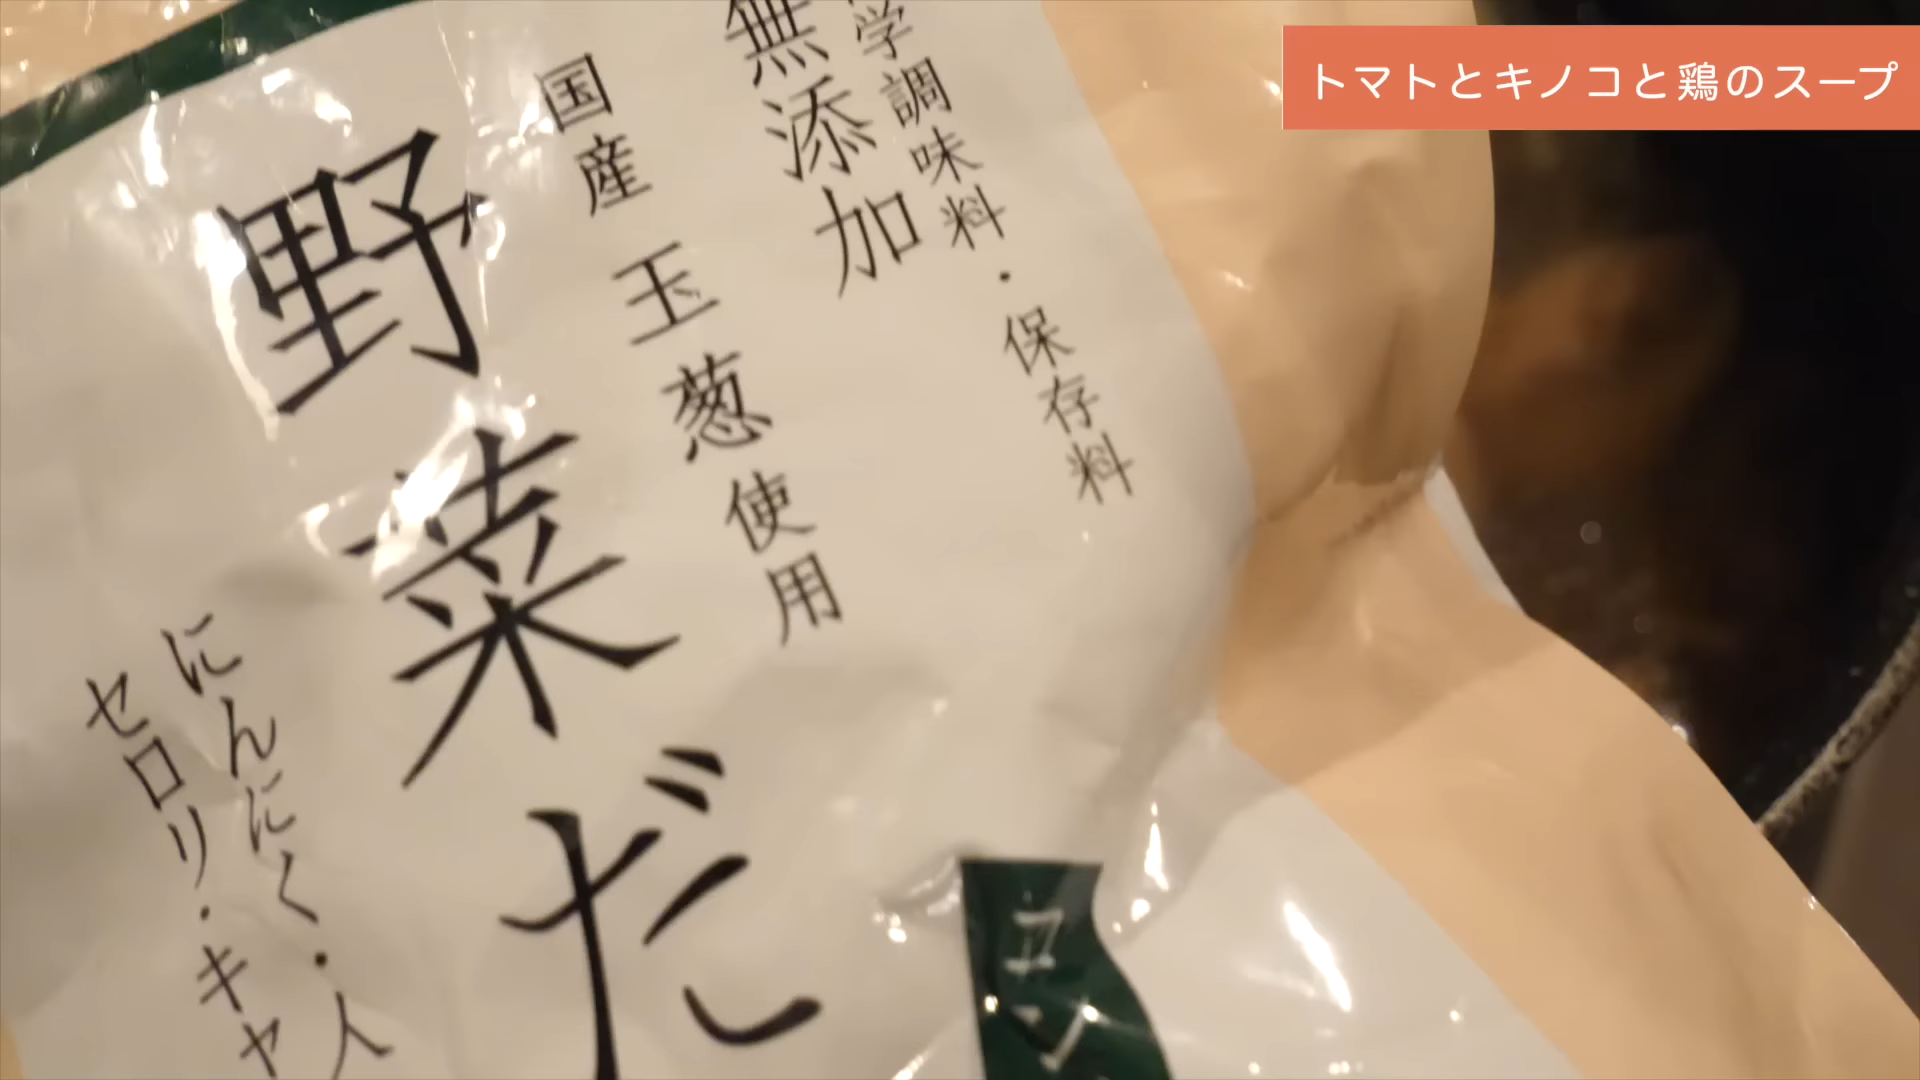 トマトとキノコと鶏のスープ
学調味料・保存料
無添加
国産玉葱使用
野菜だ
にんにく・人
セロリ・キャ
コン